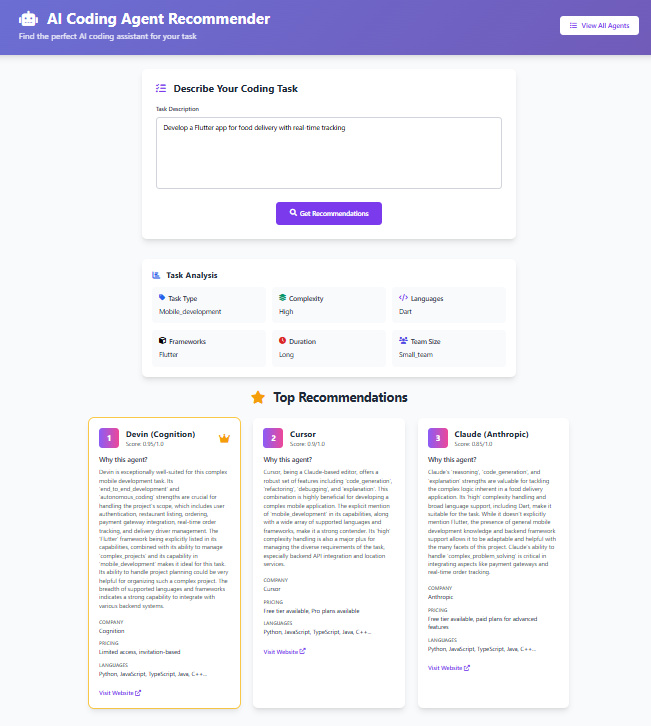 AI Coding Agent Recommender
Find the perfect AI coding assistant for your task
View All Agents
Describe Your Coding Task
Task Description
Develop a Flutter app for food delivery with real-time tracking
Get Recommendations
Task Analysis
Task Type
Mobile_development
Complexity
High
Languages
Dart
Frameworks
Flutter
Duration
Long
Team Size
Small_team
Top Recommendations
1
Devin (Cognition)
Score: 0.95/1.0
Why this agent?
Devin is exceptionally well-suited for this complex
mobile development task. Its
'end_to_end_development' and
'autonomous_coding' strengths are crucial for
handling the project's scope, which includes user
authentication, restaurant listing, ordering,
payment gateway integration, real-time order
tracking, and delivery driver management. The
'Flutter' framework being explicitly listed in its
capabilities, combined with its ability to manage
'complex_projects' and its capability in
'mobile_development' makes it ideal for this task.
Its ability to handle project planning could be very
helpful for organizing such a complex project. The
breadth of supported languages and frameworks
indicates a strong capability to integrate with
various backend systems.
COMPANY
Cognition
PRICING
Limited access, invitation-based
LANGUAGES
Python, JavaScript, TypeScript, Java, C++...
Visit Website
2
Cursor
Score: 0.9/1.0
Why this agent?
Cursor, being a Claude-based editor, offers a
robust set of features including 'code_generation',
'refactoring', 'debugging', and 'explanation'. This
combination is highly beneficial for developing a
complex mobile application. The explicit mention
of 'mobile_development' in its capabilities, along
with a wide array of supported languages and
frameworks, make it a strong contender. Its 'high'
complexity handling is also a major plus for
managing the diverse requirements of the task,
especially backend API integration and location
services.
COMPANY
Cursor
PRICING
Free tier available, Pro plans available
LANGUAGES
Python, JavaScript, TypeScript, Java, C++...
Visit Website
3
Claude (Anthropic)
Score: 0.85/1.0
Why this agent?
Claude's 'reasoning', 'code_generation', and
'explanation' strengths are valuable for tackling
the complex logic inherent in a food delivery
application. Its 'high' complexity handling and
broad language support, including Dart, make it
suitable for the task. While it doesn't explicitly
mention Flutter, the presence of general mobile
development knowledge and backend framework
support allows it to be adaptable and helpful with
the many facets of this project. Claude's ability to
handle 'complex_problem_solving' is critical in
integrating aspects like payment gateways and
real-time order tracking.
COMPANY
Anthropic
PRICING
Free tier available, paid plans for advanced
features
LANGUAGES
Python, JavaScript, TypeScript, Java, C++...
Visit Website